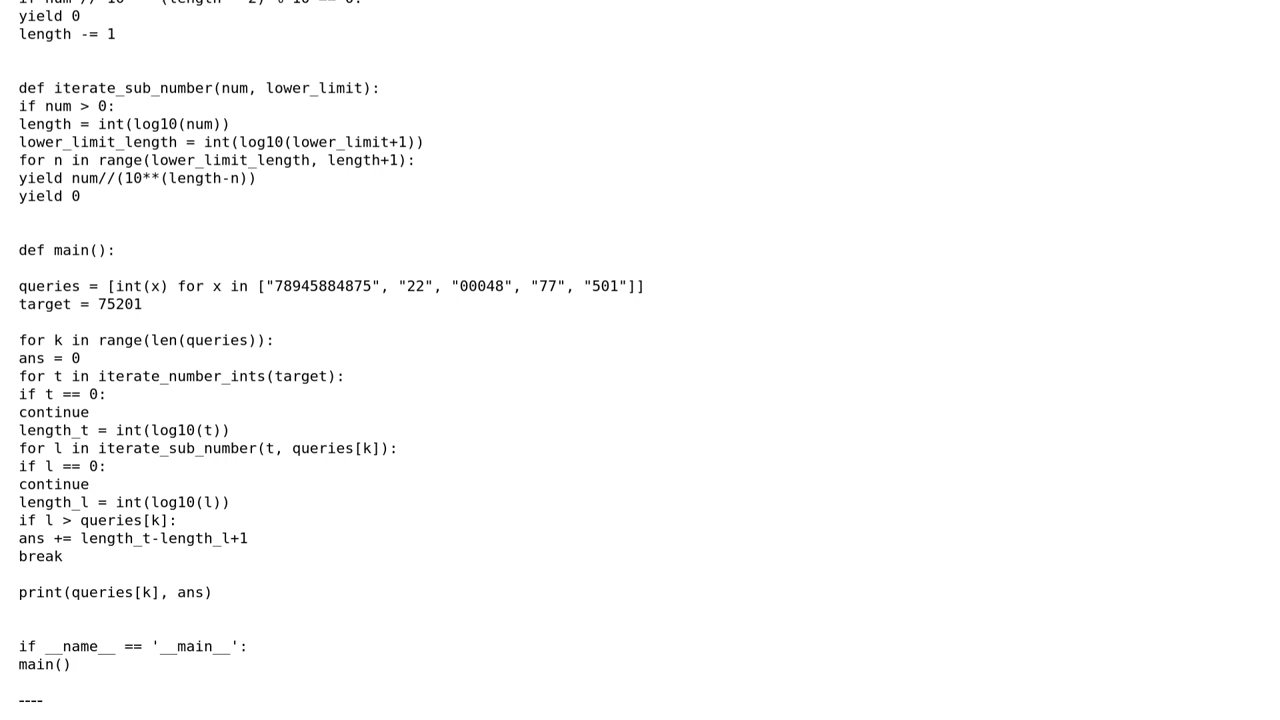 yield 0
length -= 1
def iterate_sub_number(num, lower_limit):
if num > 0:
length = int(log10(num))
lower_limit_length = int(log10(lower_limit+1))
for n in range(lower_limit_length, length+1):
yield num//(10**(length-n))
yield 0
def main():
queries = [int(x) for x in ["78945884875", "22", "00048", "77", "501"]]
target = 75201
for k in range(len(queries)):
ans = 0
for t in iterate_number_ints(target):
if t == 0:
continue
length_t = int(log10(t))
for l in iterate_sub_number(t, queries[k]):
if l == 0:
continue
length_l = int(log10(l))
if l > queries[k]:
ans += length_t-length_l+1
break
print(queries[k], ans)
if __name__ == '__main__':
main()
----